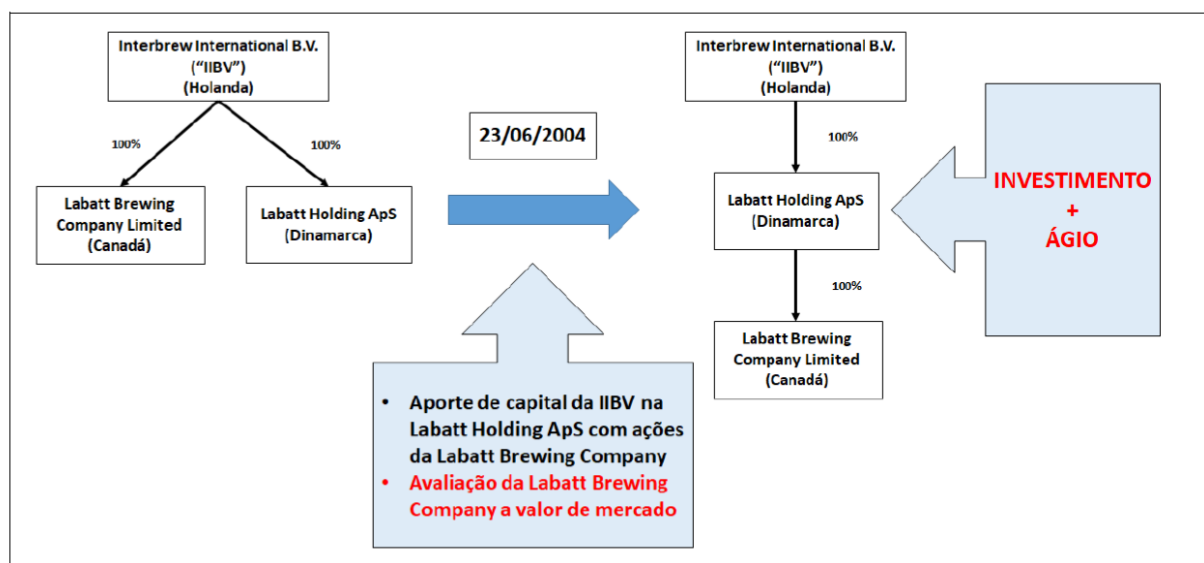 Interbrew International B.V.
(“IIBV”)
(Holanda)
100%
100%
Labatt Brewing
Company Limited
(Canadá)
Labatt Holding ApS
(Dinamarca)
23/06/2004
• Aporte de capital da IIBV na
Labatt Holding ApS com ações
da Labatt Brewing Company
• Avaliação da Labatt Brewing
Company a valor de mercado
Interbrew International B.V.
(“IIBV”)
(Holanda)
100%
Labatt Holding ApS
(Dinamarca)
100%
Labatt Brewing
Company Limited
(Canadá)
INVESTIMENTO
+
ÁGIO